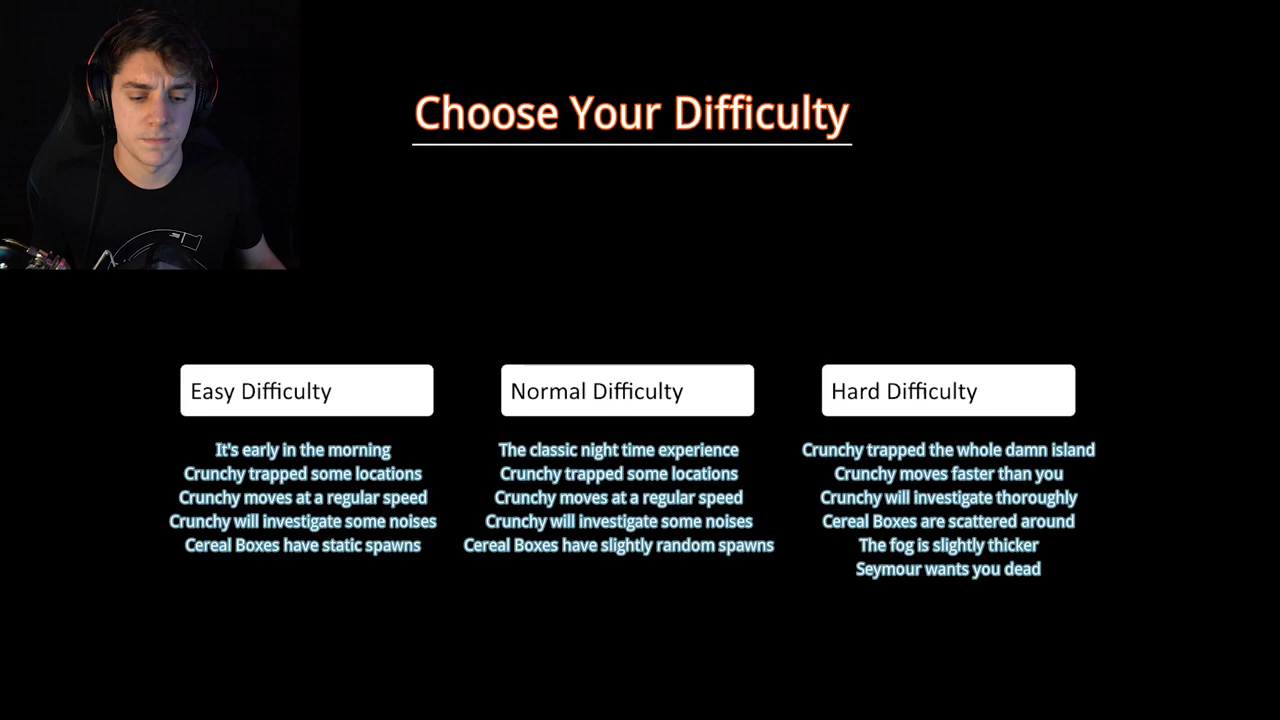 Choose Your Difficulty
Easy Difficulty
It's early in the morning
Crunchy trapped some locations
Crunchy moves at a regular speed
Crunchy will investigate some noises
Cereal Boxes have static spawns
Normal Difficulty
The classic night time experience
Crunchy trapped some locations
Crunchy moves at a regular speed
Crunchy will investigate some noises
Cereal Boxes have slightly random spawns
Hard Difficulty
Crunchy trapped the whole damn island
Crunchy moves faster than you
Crunchy will investigate thoroughly
Cereal Boxes are scattered around
The fog is slightly thicker
Seymour wants you dead